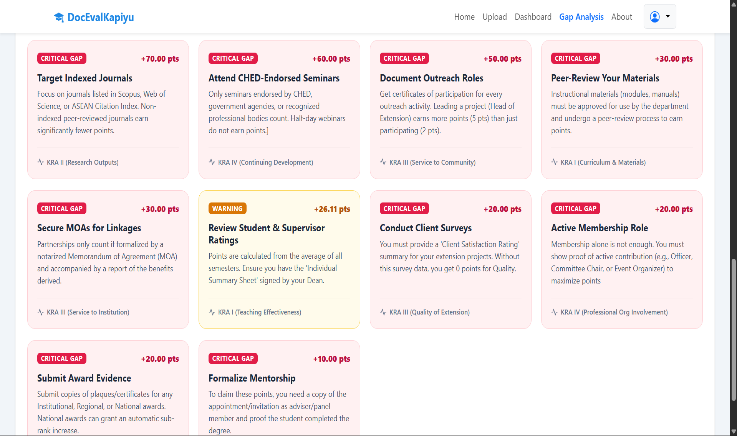 DocEvalKapiyu
Home Upload Dashboard Gap Analysis About
CRITICAL GAP +70.00 pts
Target Indexed Journals
Focus on journals listed in Scopus, Web of
Science, or ASEAN Citation Index. Non-
indexed peer-reviewed journals earn
significantly fewer points.
KRA II (Research Outputs)
CRITICAL GAP +60.00 pts
Attend CHED-Endorsed Seminars
Only seminars endorsed by CHED,
government agencies, or recognized
professional bodies count. Half-day webinars
do not earn points.]
KRA IV (Continuing Development)
CRITICAL GAP +50.00 pts
Document Outreach Roles
Get certificates of participation for every
outreach activity. Leading a project (Head of
Extension) earns more points (5 pts) than just
participating (2 pts).
KRA III (Service to Community)
CRITICAL GAP +30.00 pts
Peer-Review Your Materials
Instructional materials (modules, manuals)
must be approved for use by the department
and undergo a peer-review process to earn
points.
KRA I (Curriculum & Materials)
CRITICAL GAP +30.00 pts
Secure MOAs for Linkages
Partnerships only count if formalized by a
notarized Memorandum of Agreement (MOA)
and accompanied by a report of the benefits
derived.
KRA III (Service to Institution)
WARNING +26.11 pts
Review Student & Supervisor
Ratings
Points are calculated from the average of all
semesters. Ensure you have the 'Individual
Summary Sheet' signed by your Dean.
KRA I (Teaching Effectiveness)
CRITICAL GAP +20.00 pts
Conduct Client Surveys
You must provide a 'Client Satisfaction Rating'
summary for your extension projects. Without
this survey data, you get 0 points for Quality.
KRA III (Quality of Extension)
CRITICAL GAP +20.00 pts
Active Membership Role
Membership alone is not enough. You must
show proof of active contribution (e.g., Officer,
Committee Chair, or Event Organizer) to
maximize points
KRA IV (Professional Org Involvement)
CRITICAL GAP +20.00 pts
Submit Award Evidence
Submit copies of plaques/certificates for any
Institutional, Regional, or National awards.
National awards can grant an automatic sub-
rank increase.
CRITICAL GAP +10.00 pts
Formalize Mentorship
To claim these points, you need a copy of the
appointment/invitation as adviser/panel
member and proof the student completed the
degree.